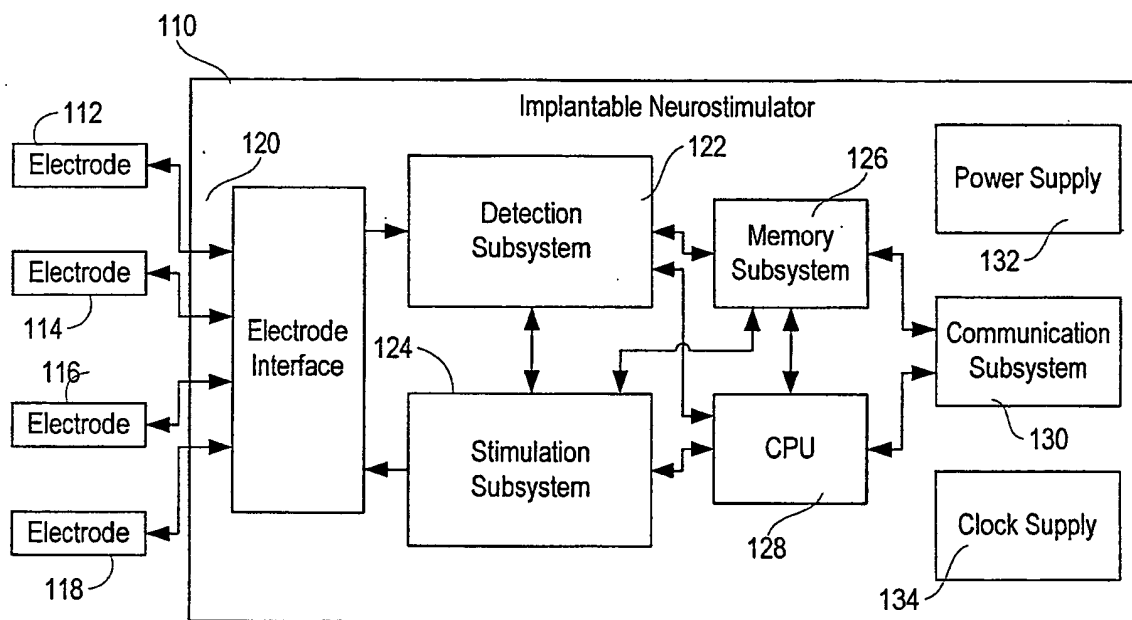 110
Implantable Neurostimulator
112
Electrode
120
122
126
Power Supply
132
Detection
Subsystem
Memory
Subsystem
Electrode
114
Electrode
Interface
124
Communication
Subsystem
130
116
Electrode
Stimulation
Subsystem
CPU
128
Clock Supply
134
Electrode
118